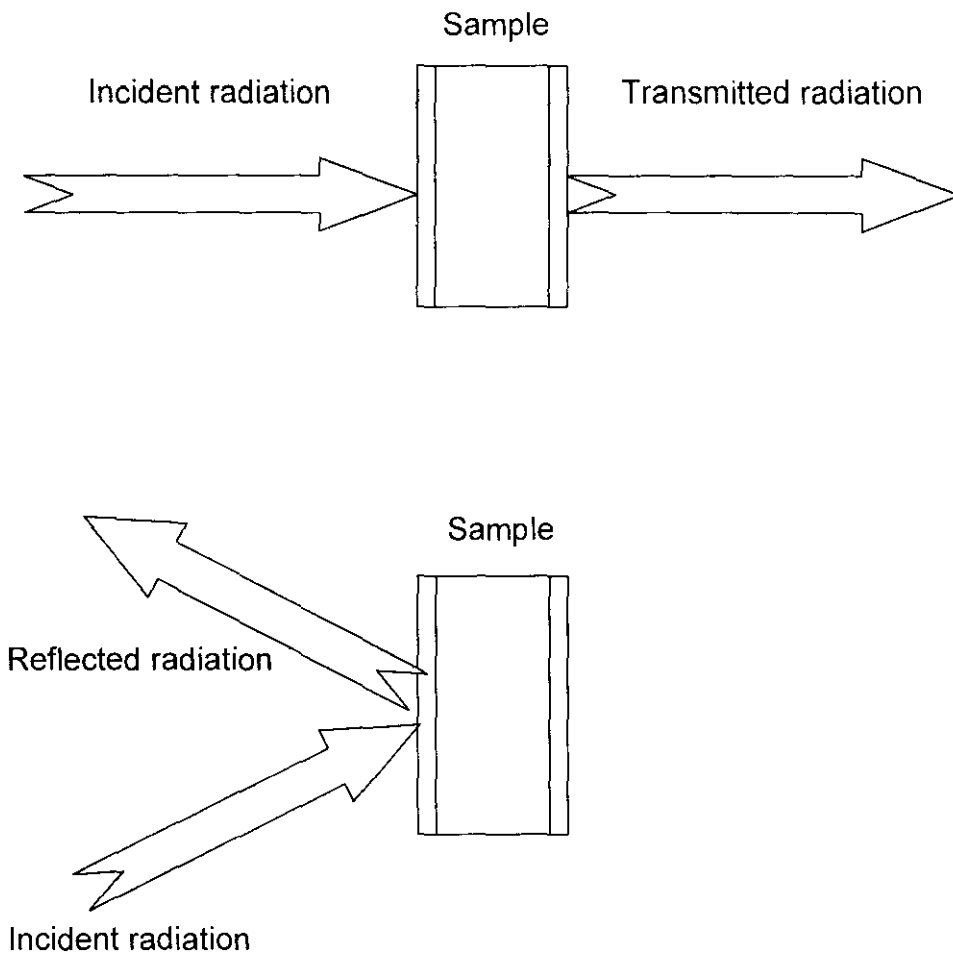 Sample
Incident radiation
Transmitted radiation
Sample
Reflected radiation
Incident radiation